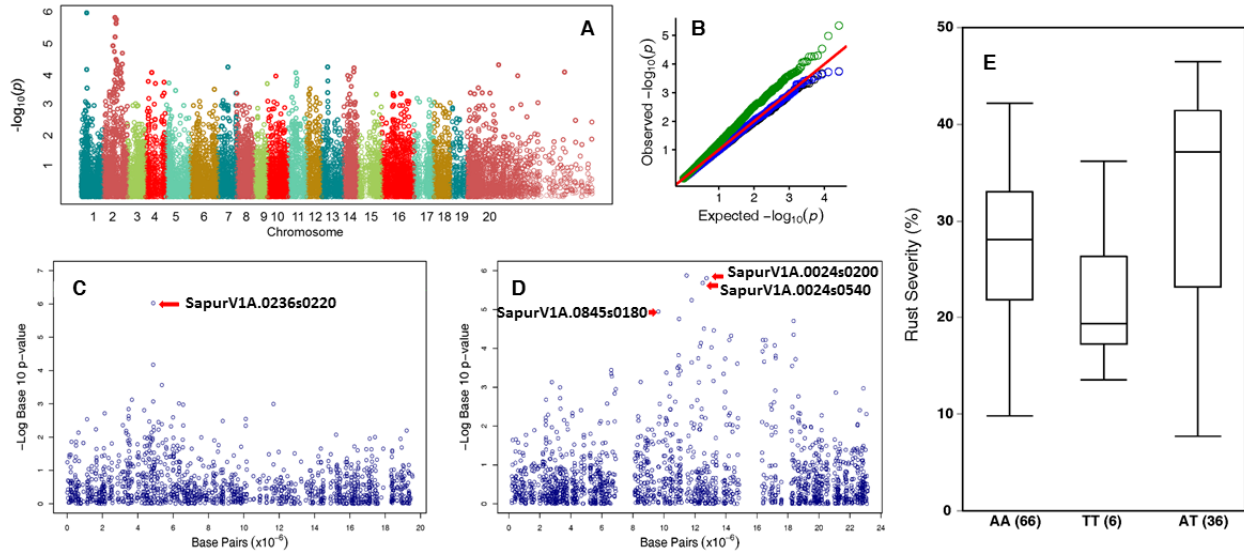 A
-log10(p)
6
5
4
3
2
1
1 2 3 4 5 6 7 8 9 10 11 12 13 14 15 16 17 18 19 20
Chromosome
B
Observed -log10(p)
5
4
3
2
1
1 2 3 4
Expected -log10(p)
C
SapurV1A.0236s0220
-Log Base 10 p-value
7
6
5
4
3
2
1
0
0 2 4 6 8 10 12 14 16 18 20
Base Pairs (x10-6)
D
SapurV1A.0024s0200
SapurV1A.0024s0540
SapurV1A.0845s0180
-Log Base 10 p-value
6
5
4
3
2
1
0
0 2 4 6 8 10 12 14 16 18 20 22 24
Base Pairs (x10-6)
E
Rust Severity (%)
50
40
30
20
10
0
AA (66) TT (6) AT (36)